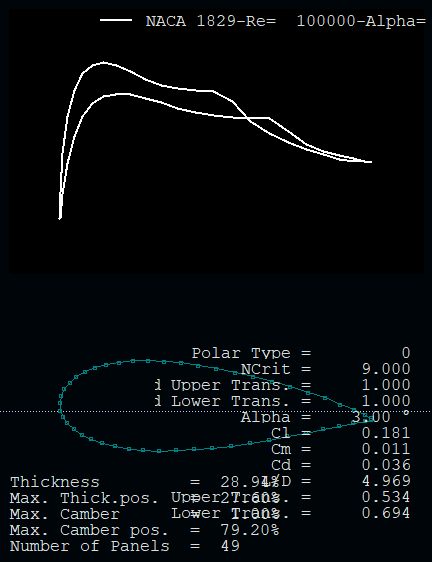 NACA 1829-Re= 100000-Alpha=
Polar Type = 0
NCrit = 9.000
i Upper Trans. = 1.000
i Lower Trans. = 1.000
Alpha = 3.00 °
Cl = 0.181
Cm = 0.011
Cd = 0.036
L/D = 4.969
Upper Trans. = 0.534
Lower Trans. = 0.694
Thickness = 28.94%
Max. Thick.pos. = 27.60%
Max. Camber =
Max. Camber pos. = 79.20%
Number of Panels = 49